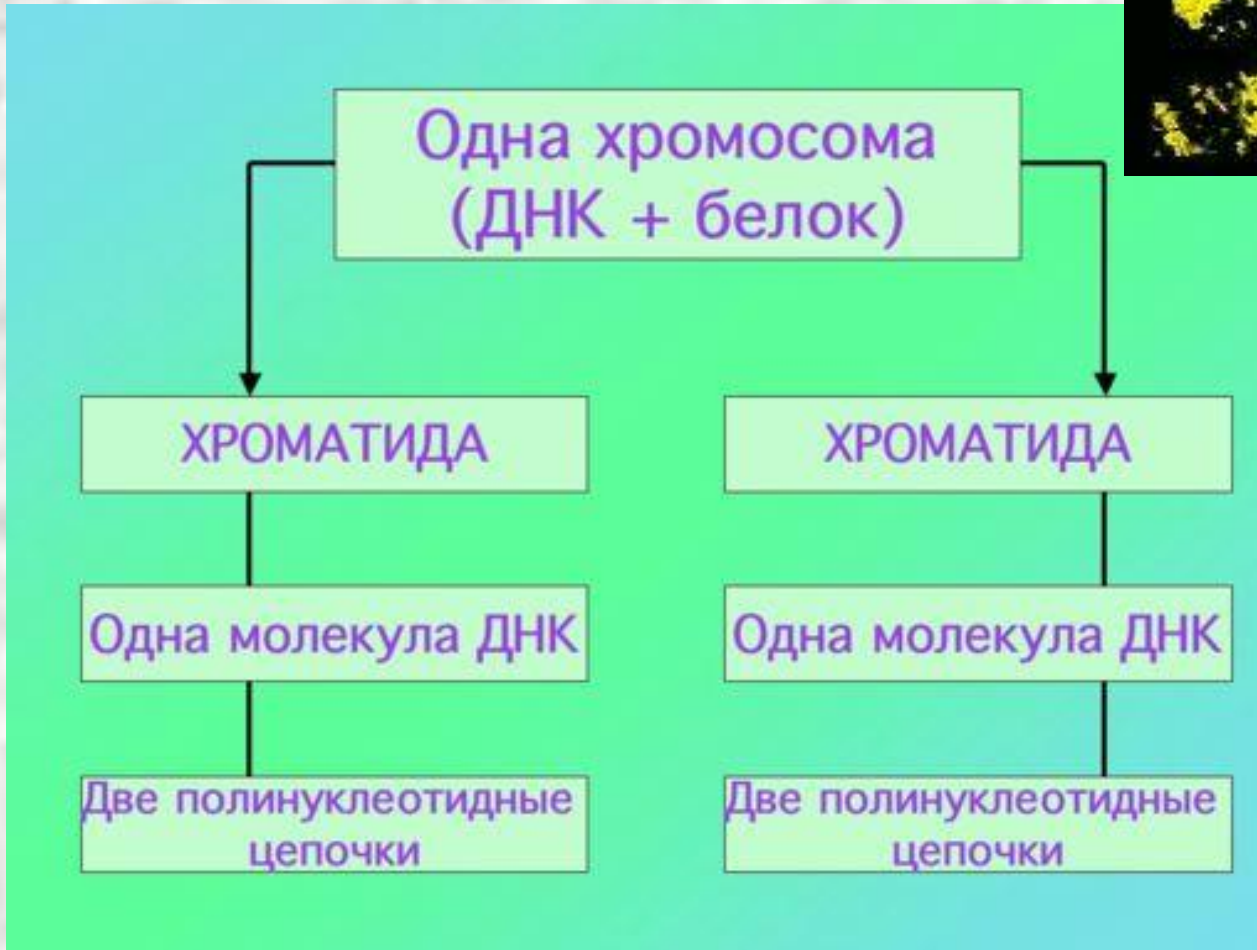 Одна хромосома
(ДНК + белок)
ХРОМАТИДА
ХРОМАТИДА
Одна молекула ДНК
Одна молекула ДНК
Две полинуклеотидные
цепочки
Две полинуклеотидные
цепочки